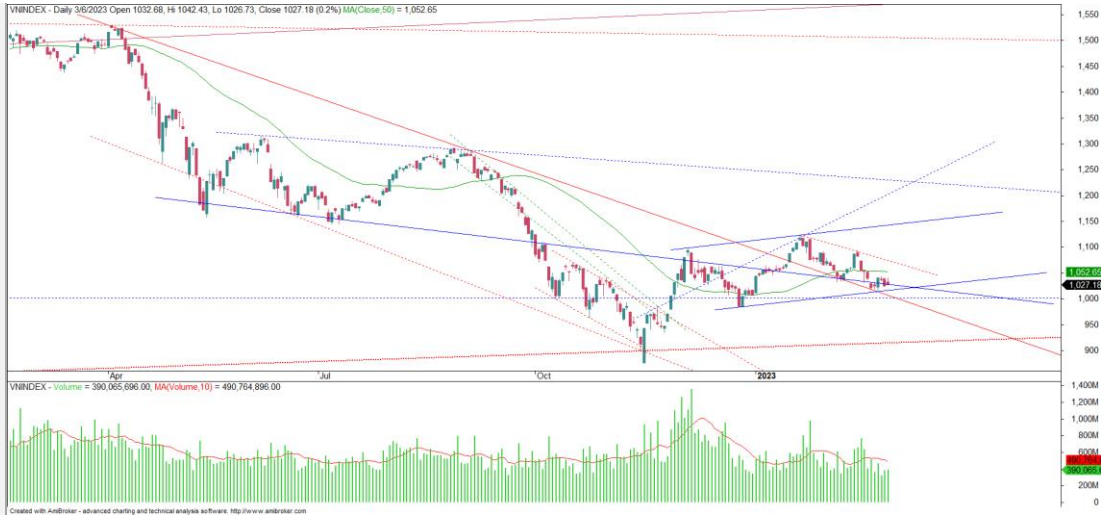 VNINDEX - Daily 3/6/2023 Open 1032.68, Hi 1042.43, Lo 1026.73, Close 1027.18 (0.2%) MA(Close,50) = 1,052.65
1,550
1,500
1,450
1,400
1,350
1,300
1,250
1,200
1,150
1,100
1,052.65
1,027.18
1,000
950
900
Apr
Jul
Oct
2023
VNINDEX - Volume = 390,065,696.00, MA(Volume,10) = 490,764,896.00
1,400M
1,200M
1,000M
800M
600M
490,764,8
390,065,6
200M
0
Created with AmiBroker - advanced charting and technical analysis software. http://www.amibroker.com